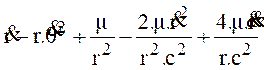 r& − r.θ&² + μ/r² − 2.μ.r&²/r².c² + 4.μ.r&/r.c²